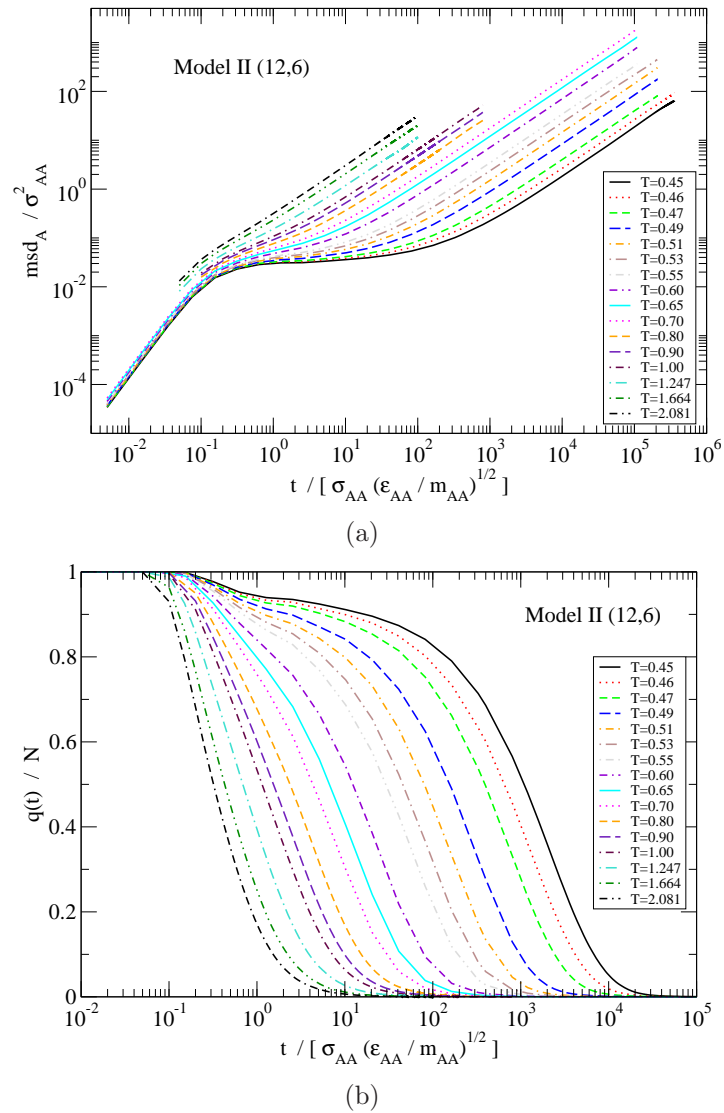 Model II (12,6)
10^2
10^0
10^-2
10^-4
msd_A / σ^2_AA
T=0.45
T=0.46
T=0.47
T=0.49
T=0.51
T=0.53
T=0.55
T=0.60
T=0.65
T=0.70
T=0.80
T=0.90
T=1.00
T=1.247
T=1.664
T=2.081
10^-2 10^-1 10^0 10^1 10^2 10^3 10^4 10^5 10^6
t / [ σ_AA (ε_AA / m_AA)^1/2 ]
(a)
Model II (12,6)
1
0.8
0.6
0.4
0.2
0
q(t) / N
T=0.45
T=0.46
T=0.47
T=0.49
T=0.51
T=0.53
T=0.55
T=0.60
T=0.65
T=0.70
T=0.80
T=0.90
T=1.00
T=1.247
T=1.664
T=2.081
10^-2 10^-1 10^0 10^1 10^2 10^3 10^4 10^5
t / [ σ_AA (ε_AA / m_AA)^1/2 ]
(b)